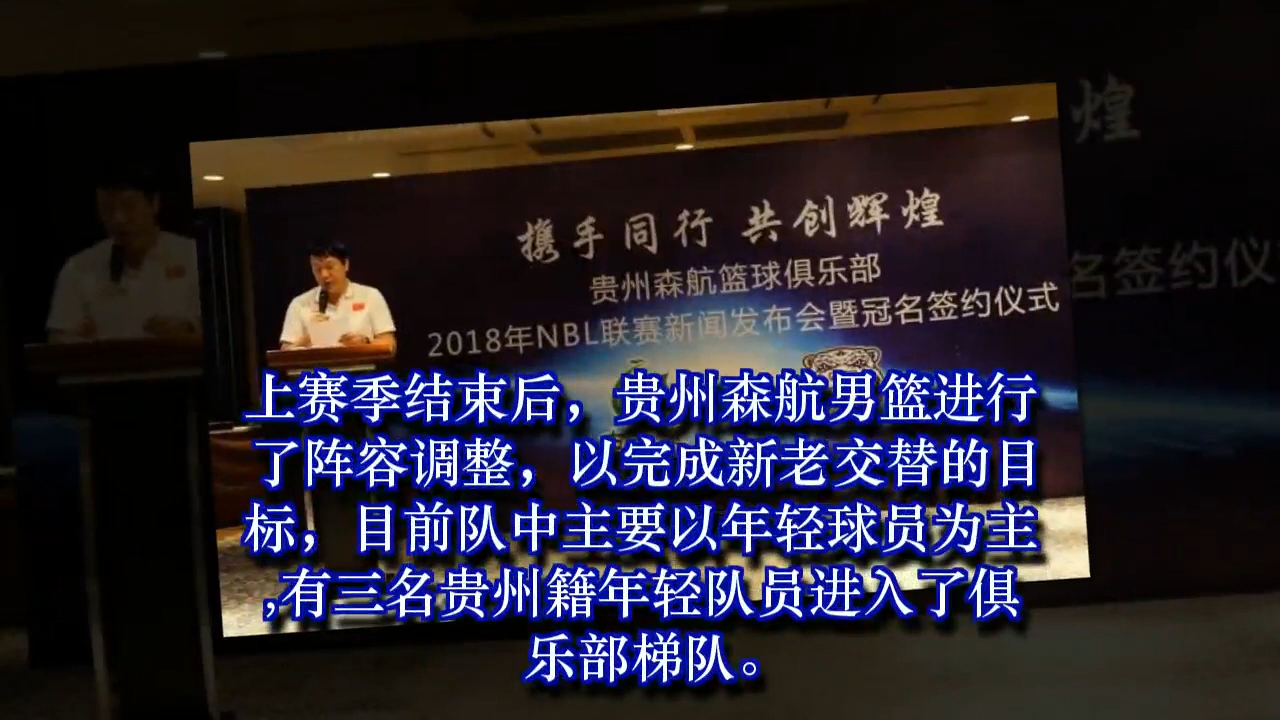 煌
携手同行 共创辉煌
贵州森航篮球俱乐部
2018年NBL联赛新闻发布会暨冠名签约仪式
名签约仪
上赛季结束后，贵州森航男篮进行
了阵容调整，以完成新老交替的目
标，目前队中主要以年轻球员为主
,有三名贵州籍年轻队员进入了俱
乐部梯队。